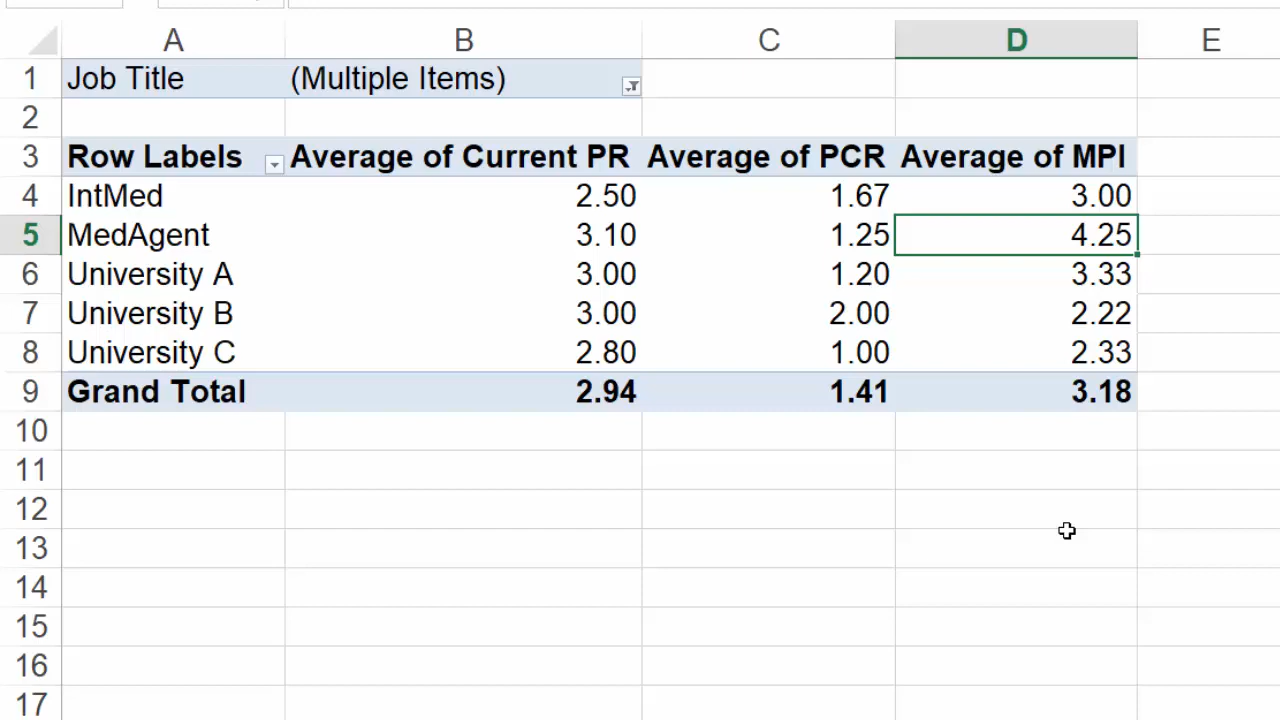 A B C D E
1 Job Title (Multiple Items)
2
3 Row Labels Average of Current PR Average of PCR Average of MPI
4 IntMed 2.50 1.67 3.00
5 MedAgent 3.10 1.25 4.25
6 University A 3.00 1.20 3.33
7 University B 3.00 2.00 2.22
8 University C 2.80 1.00 2.33
9 Grand Total 2.94 1.41 3.18
10
11
12
13
14
15
16
17